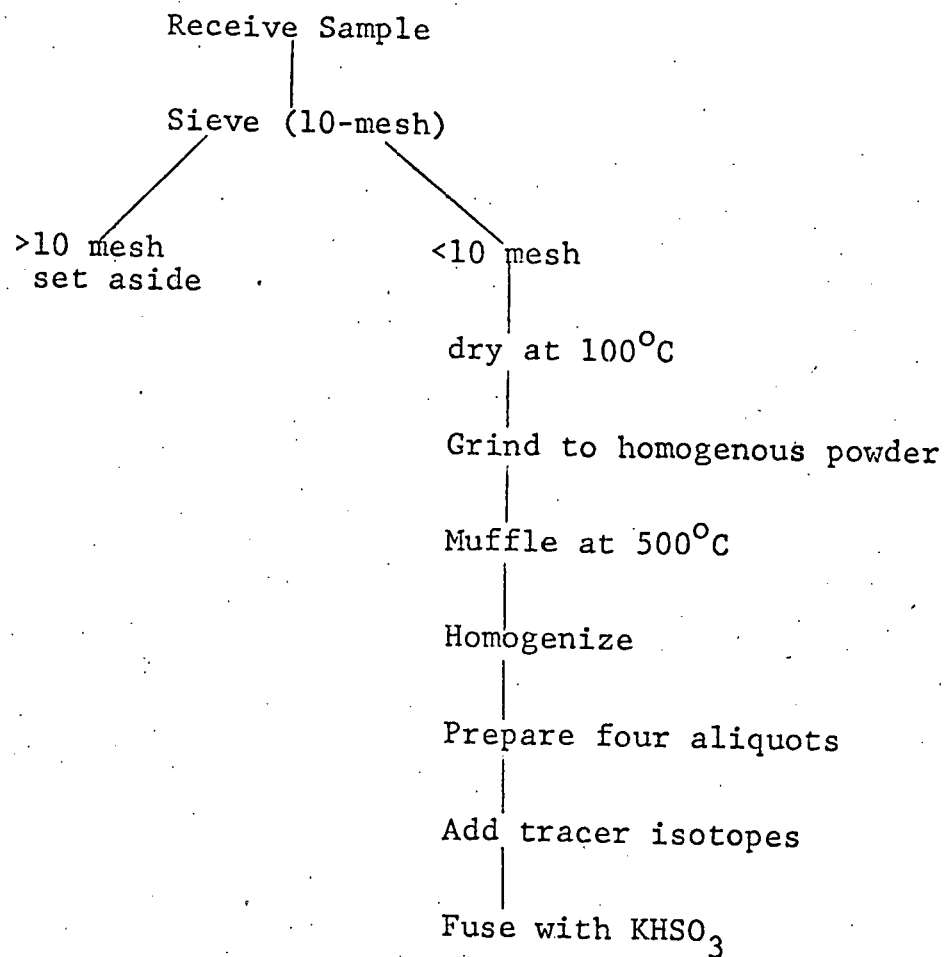 Receive Sample
Sieve (10-mesh)
>10 mesh
set aside
<10 mesh
dry at 100°C
Grind to homogenous powder
Muffle at 500°C
Homogenize
Prepare four aliquots
Add tracer isotopes
Fuse with KHSO₃